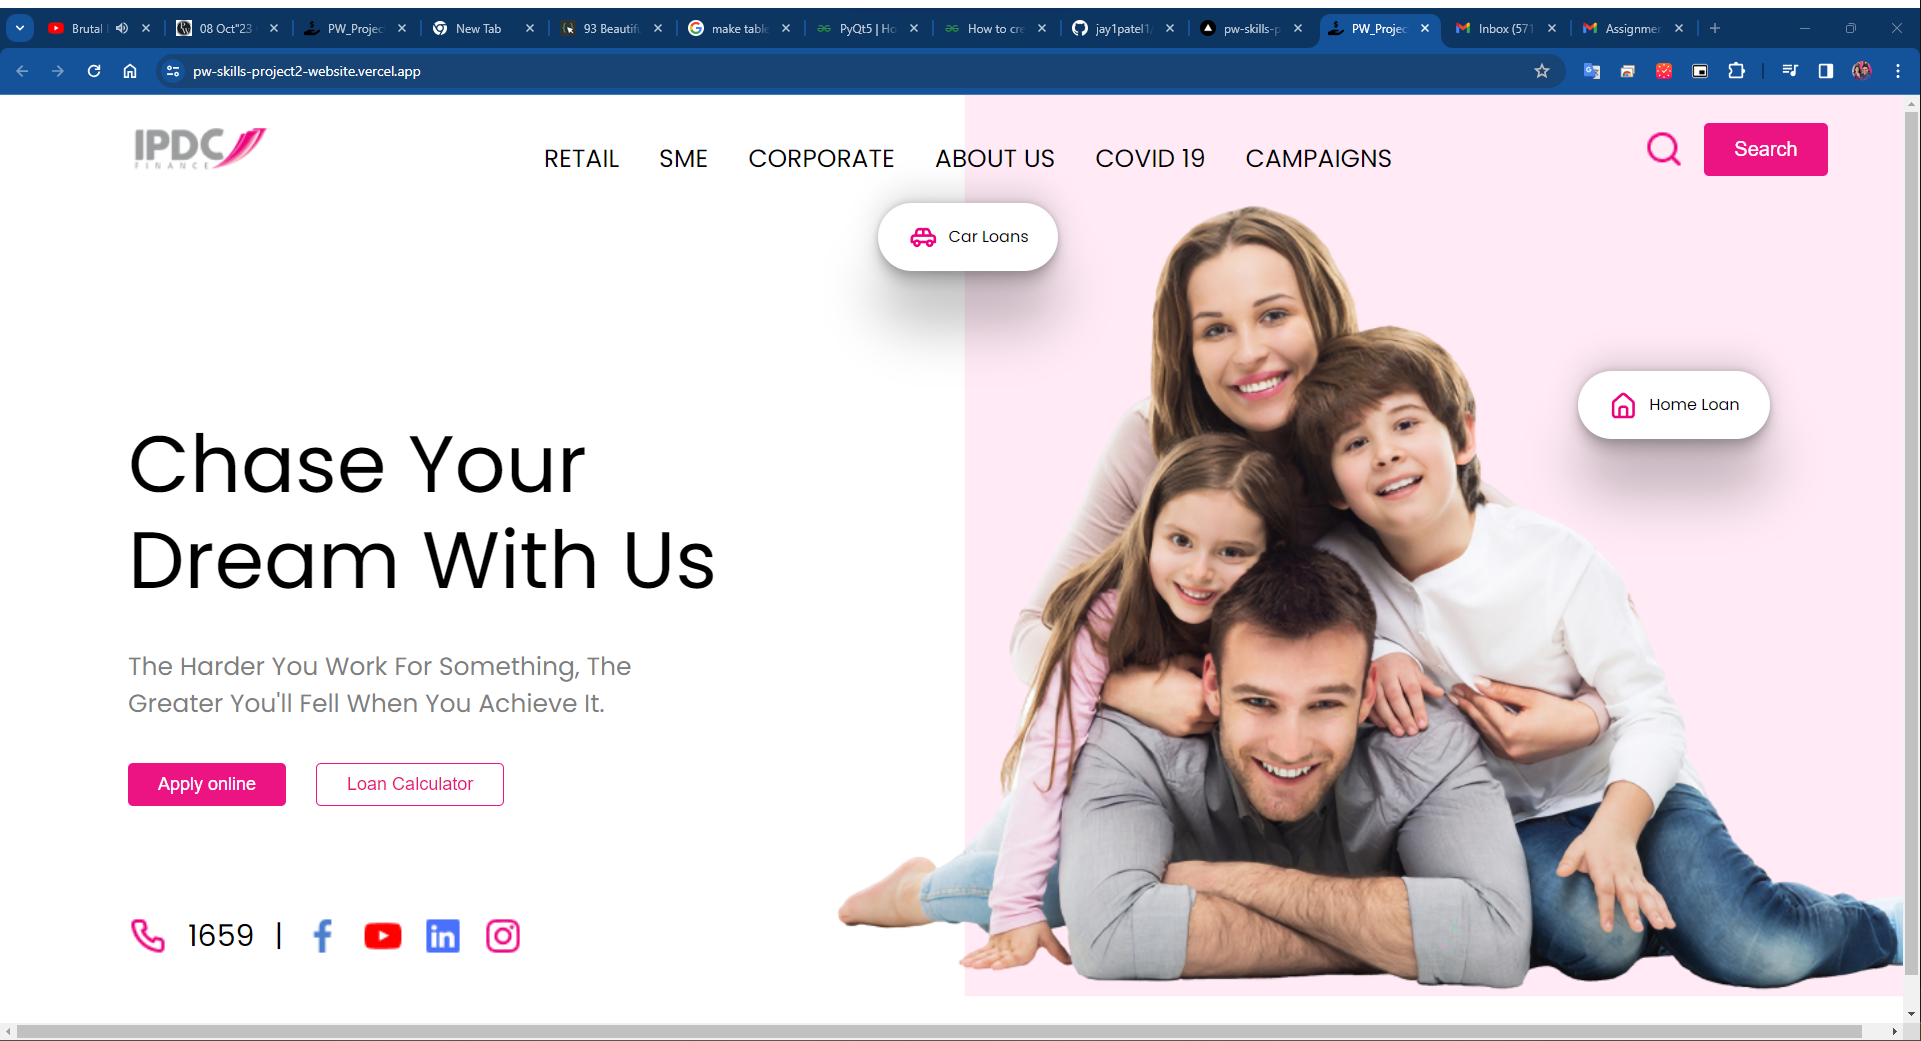 Brutal
08 Oct"23
PW_Projec
New Tab
93 Beautifu
make table
PyQt5 | Ho
How to cre
jay1patel1/
pw-skills-p
PW_Projec
Inbox (571
Assignmer
pw-skills-project2-website.vercel.app
IPDC
FINANCE
RETAIL SME CORPORATE ABOUT US COVID 19 CAMPAIGNS
Search
Car Loans
Home Loan
Chase Your
Dream With Us
The Harder You Work For Something, The
Greater You'll Fell When You Achieve It.
Apply online
Loan Calculator
1659 |